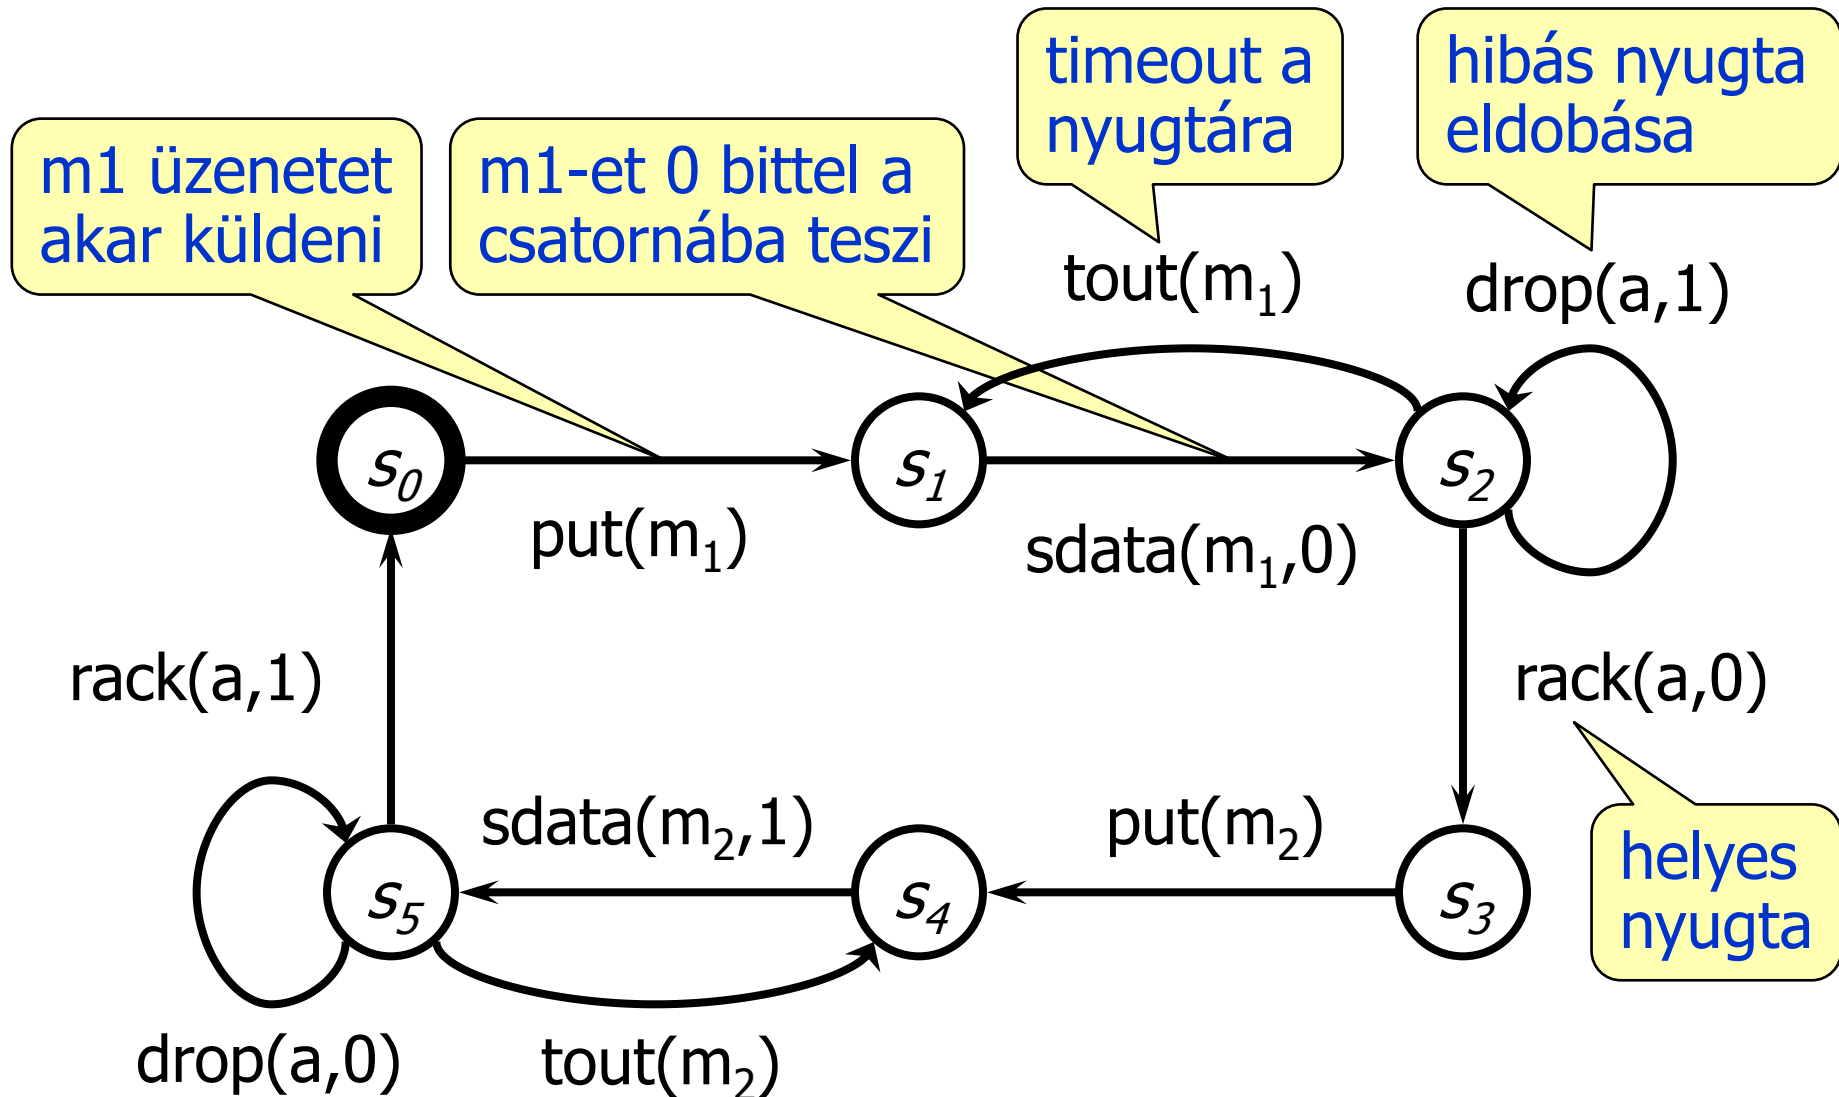 timeout a
nyugtára
hibás nyugta
eldobása
m1 üzenetet
akar küldeni
m1-et 0 bittel a
csatornába teszi
tout(m₁)
drop(a,1)
s₀
s₁
s₂
put(m₁)
sdata(m₁,0)
rack(a,1)
rack(a,0)
sdata(m₂,1)
put(m₂)
helyes
nyugta
s₅
s₄
s₃
drop(a,0)
tout(m₂)